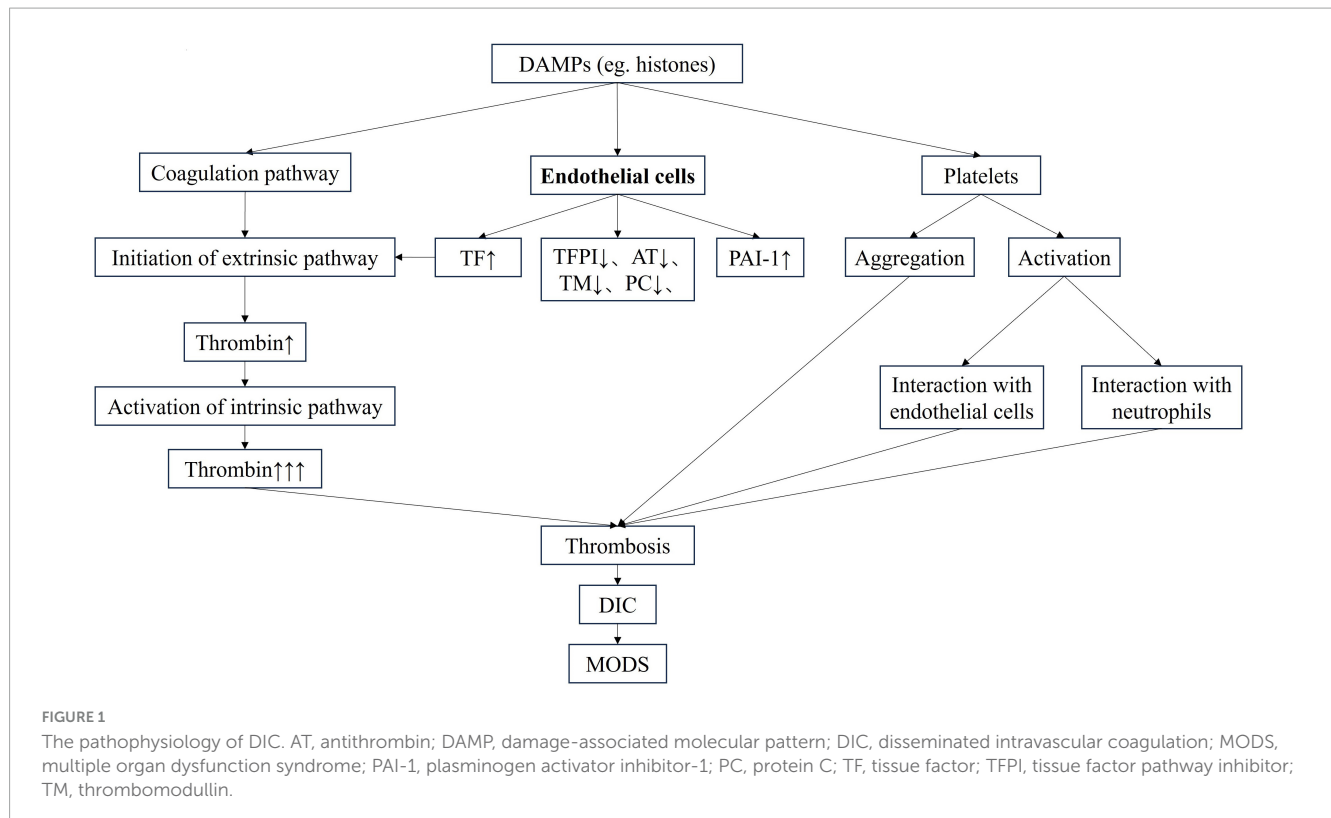 DAMPs (eg. histones)
Coagulation pathway
Endothelial cells
Platelets
Initiation of extrinsic pathway
TF↑
TFPI↓、AT↓、
TM↓、PC↓、
PAI-1↑
Aggregation
Activation
Thrombin↑
Activation of intrinsic pathway
Interaction with
endothelial cells
Interaction with
neutrophils
Thrombin↑↑↑
Thrombosis
DIC
MODS
FIGURE 1
The pathophysiology of DIC. AT, antithrombin; DAMP, damage-associated molecular pattern; DIC, disseminated intravascular coagulation; MODS,
multiple organ dysfunction syndrome; PAI-1, plasminogen activator inhibitor-1; PC, protein C; TF, tissue factor; TFPI, tissue factor pathway inhibitor;
TM, thrombomodullin.